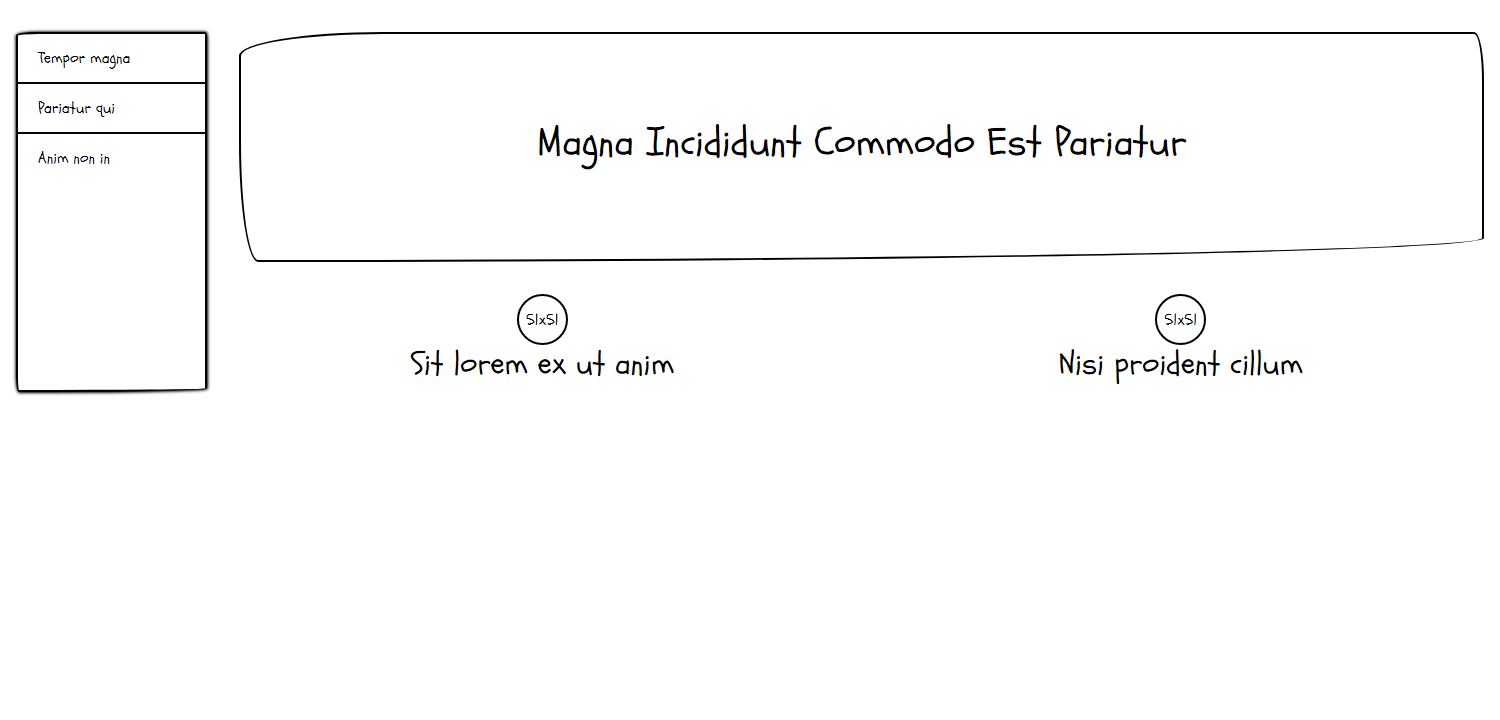 Tempor magna
Pariatur qui
Anim non in
Magna Incididunt Commodo Est Pariatur
51x51
Sit lorem ex ut anim
51x51
Nisi proident cillum